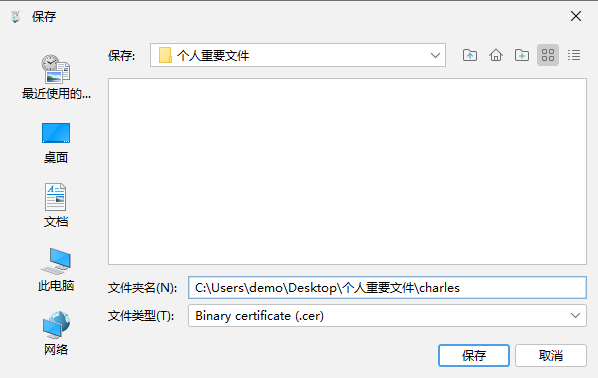 保存
保存:
个人重要文件
最近使用的...
桌面
文档
此电脑
网络
文件夹名(N):
C:\Users\demo\Desktop\个人重要文件\charles
文件类型(T):
Binary certificate (.cer)
保存
取消